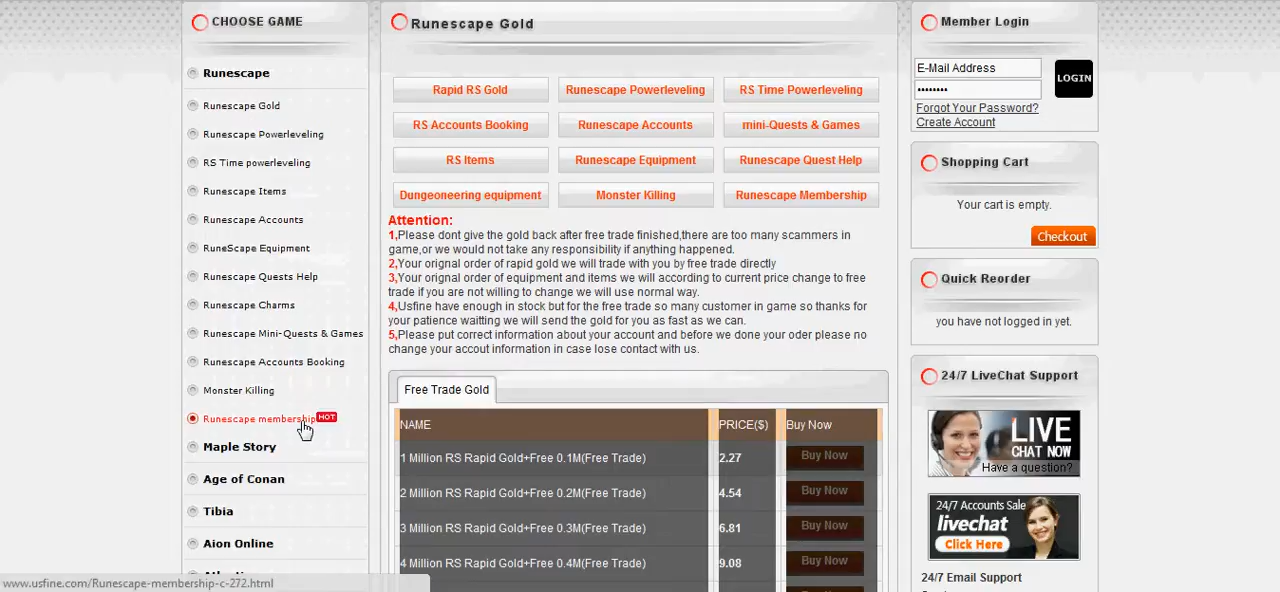 CHOOSE GAME
Runescape
Runescape Gold
Runescape Powerleveling
RS Time powerleveling
Runescape Items
Runescape Accounts
RuneScape Equipment
Runescape Quests Help
Runescape Charms
Runescape Mini-Quests & Games
Runescape Accounts Booking
Monster Killing
Runescape membership HOT
Maple Story
Age of Conan
Tibia
Aion Online
www.usfine.com/Runescape-membership-c-272.html
Runescape Gold
Rapid RS Gold Runescape Powerleveling RS Time Powerleveling
RS Accounts Booking Runescape Accounts mini-Quests & Games
RS Items Runescape Equipment Runescape Quest Help
Dungeoneering equipment Monster Killing Runescape Membership
Attention:
1,Please dont give the gold back after free trade finished,there are too many scammers in
game,or we would not take any responsibility if anything happened.
2,Your orignal order of rapid gold we will trade with you by free trade directly
3,Your orignal order of equipment and items we will according to current price change to free
trade if you are not willing to change we will use normal way.
4,Usfine have enough in stock but for the free trade so many customer in game so thanks for
your patience waitting we will send the gold for you as fast as we can.
5,Please put correct information about your account and before we done your oder please no
change your accout information in case lose contact with us.
Free Trade Gold
NAME PRICE($) Buy Now
1 Million RS Rapid Gold+Free 0.1M(Free Trade) 2.27 Buy Now
2 Million RS Rapid Gold+Free 0.2M(Free Trade) 4.54 Buy Now
3 Million RS Rapid Gold+Free 0.3M(Free Trade) 6.81 Buy Now
4 Million RS Rapid Gold+Free 0.4M(Free Trade) 9.08 Buy Now
Member Login
E-Mail Address
••••••••
LOGIN
Forgot Your Password?
Create Account
Shopping Cart
Your cart is empty.
Checkout
Quick Reorder
you have not logged in yet.
24/7 LiveChat Support
LIVE
CHAT NOW
Have a question?
24/7 Accounts Sale
livechat
Click Here
24/7 Email Support